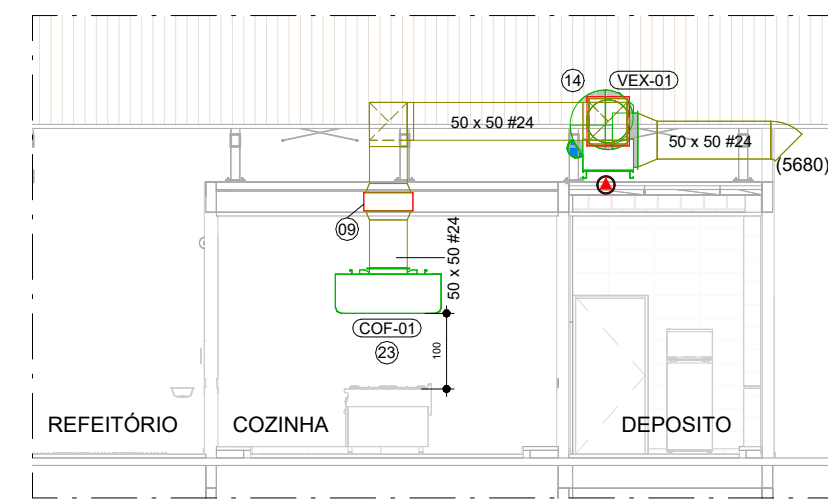 14
VEX-01
50 x 50 #24
50 x 50 #24
(5680)
09
50 x 50 #24
COF-01
23
100
REFEITÓRIO
COZINHA
DEPOSITO